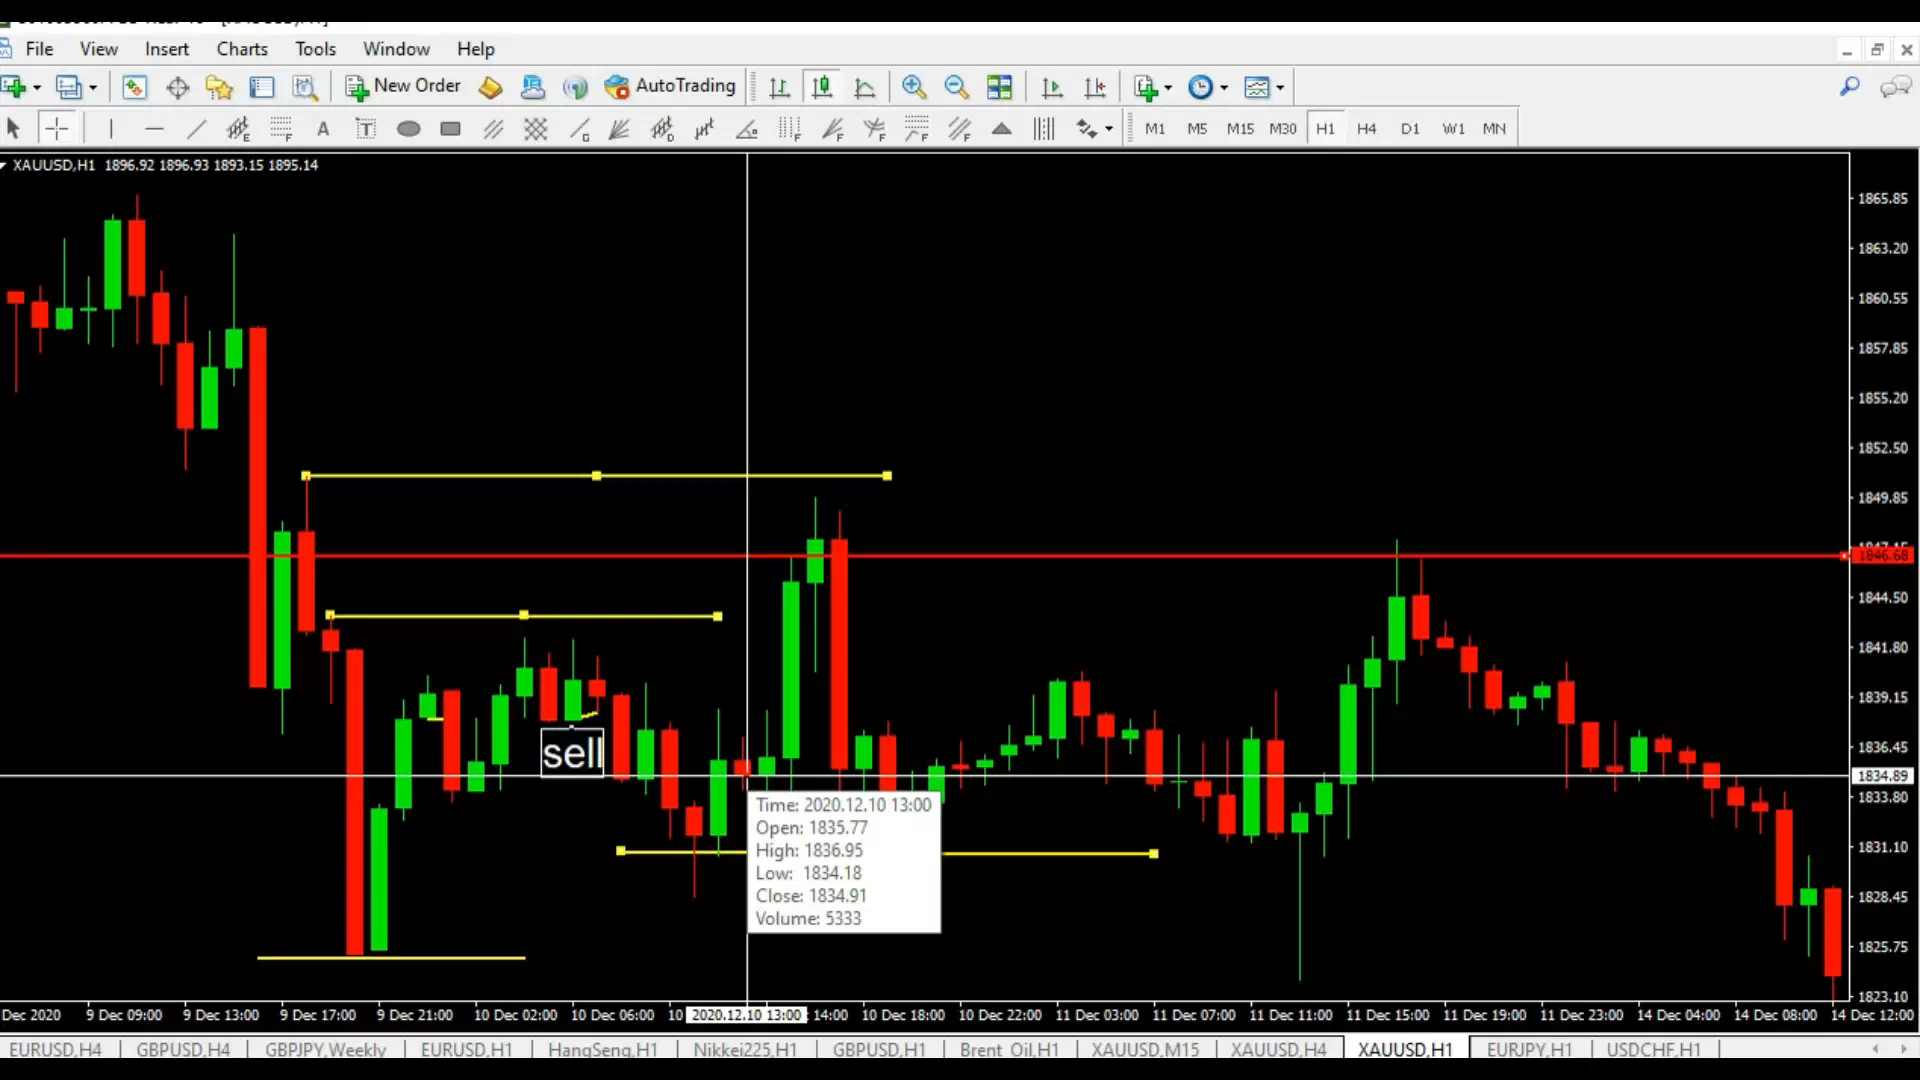 File View Insert Charts Tools Window Help
New Order AutoTrading
A T M1 M5 M15 M30 H1 H4 D1 W1 MN
XAUUSD,H1 1896.92 1896.93 1893.15 1895.14
1865.85
1863.20
1860.55
1857.85
1855.20
1852.50
1849.85
1846.68
1844.50
1841.80
1839.15
1836.45
1834.89
1833.80
1831.10
1828.45
1825.75
1823.10
sell
Time: 2020.12.10 13:00
Open: 1835.77
High: 1836.95
Low: 1834.18
Close: 1834.91
Volume: 5333
Dec 2020 9 Dec 09:00 9 Dec 13:00 9 Dec 17:00 9 Dec 21:00 10 Dec 02:00 10 Dec 06:00 10 2020.12.10 13:00 14:00 10 Dec 18:00 10 Dec 22:00 11 Dec 03:00 11 Dec 07:00 11 Dec 11:00 11 Dec 15:00 11 Dec 19:00 11 Dec 23:00 14 Dec 04:00 14 Dec 08:00 14 Dec 12:00
EURUSD,H4 GBPUSD,H4 GBPJPY,Weekly EURUSD,H1 HangSeng,H1 Nikkei225,H1 GBPUSD,H1 Brent_Oil,H1 XAUUSD,M15 XAUUSD,H4 XAUUSD,H1 EURJPY,H1 USDCHF,H1